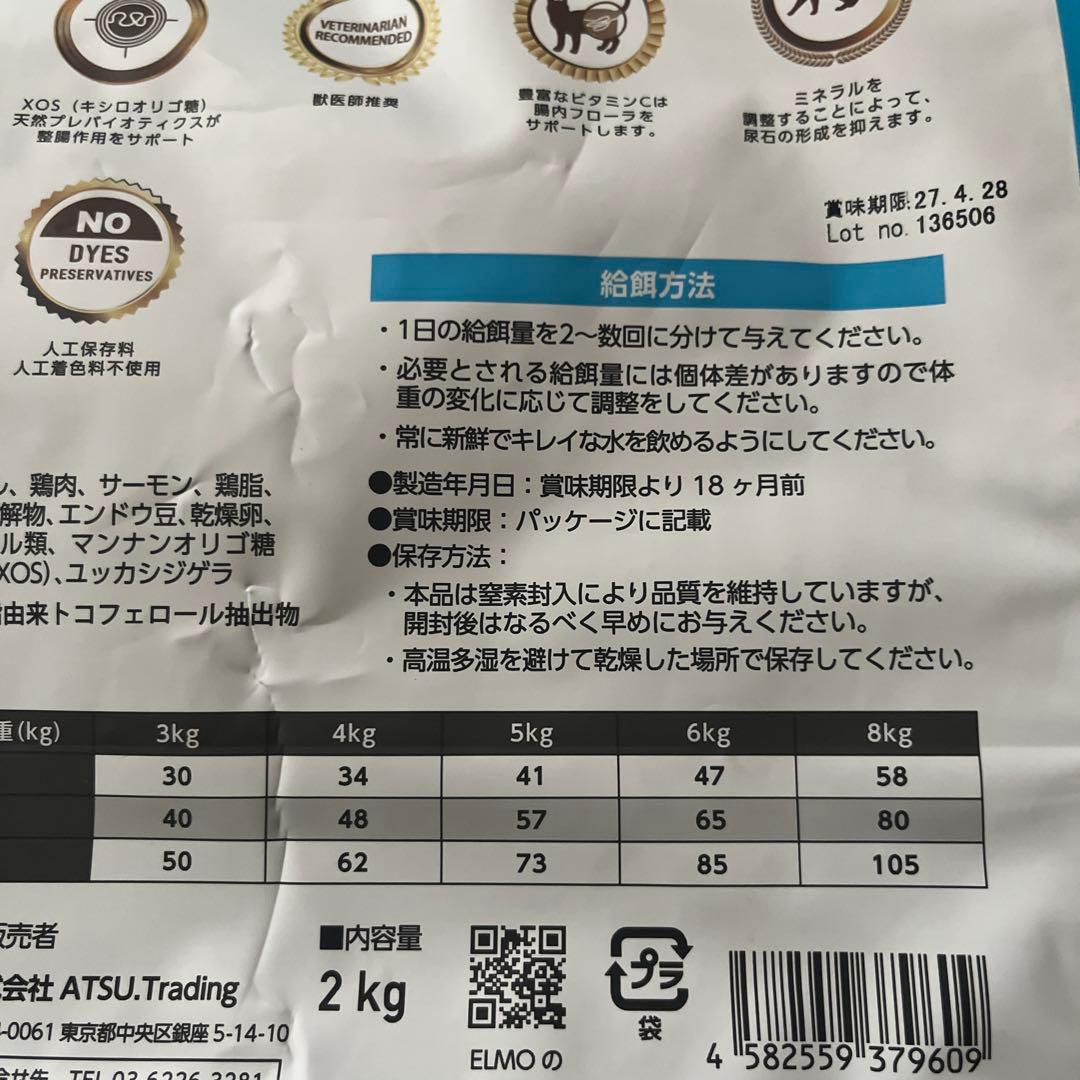 XOS（キシロオリゴ糖）
天然プレバイオティクスが
整腸作用をサポート
VETERINARIAN
RECOMMENDED
獣医師推奨
豊富なビタミンCは
腸内フローラを
サポートします。
ミネラルを
調整することによって、
尿石の形成を抑えます。
NO
DYES
PRESERVATIVES
人工保存料
人工着色料不使用
賞味期限27.4.28
Lot no.136506
給餌方法
・1日の給餌量を2〜数回に分けて与えてください。
・必要とされる給餌量には個体差がありますので体
重の変化に応じて調整をしてください。
・常に新鮮でキレイな水を飲めるようにしてください。
●製造年月日：賞味期限より18ヶ月前
●賞味期限：パッケージに記載
●保存方法：
・本品は窒素封入により品質を維持していますが、
開封後はなるべく早めにお与えください。
・高温多湿を避けて乾燥した場所で保存してください。
、鶏肉、サーモン、鶏脂、
解物、エンドウ豆、乾燥卵、
ル類、マンナンオリゴ糖
XOS）、ユッカシジゲラ
由来トコフェロール抽出物
重(kg) 3kg 4kg 5kg 6kg 8kg
30 34 41 47 58
40 48 57 65 80
50 62 73 85 105
販売者
会社 ATSU.Trading
-0061 東京都中央区銀座5-14-10
TEL 03-6226-3281
■内容量
2 kg
ELMO の
プラ
袋
4 582559 379609